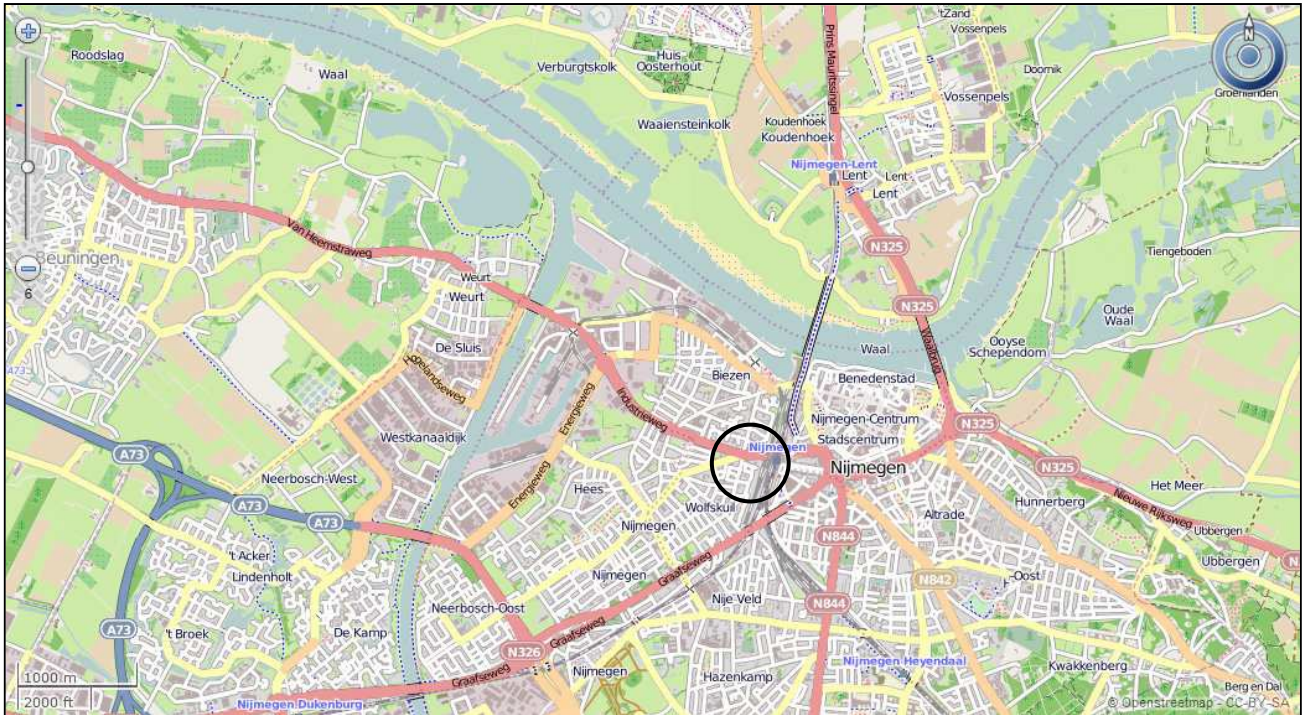 'tZand
Vossenpels
Roodslag
Waal
Verburgtskolk
Huis
Oosterhout
Prins Mauritssingel
N
Doornik
Vossenpels
Groenlanden
Waaiensteinkolk
Koudenhoek
Koudenhoek
Nijmegen-Lent
Lent
Lent
Lent
N325
Van Heemstraweg
Beuningen
6
Weurt
Weurt
Tiengeboden
N325
Oude
Waal
Waalbrug
Ooyse
Schependom
Waal
De Sluis
Biezen
Benedenstad
A73
Energieweg
Industrieweg
Nijmegen-Centrum
Stadscentrum
N325
Westkanaaldijk
Nijmegen
Nijmegen
A73
N325
Neerbosch-West
Energieweg
Hees
Het Meer
Nieuwe Rijksweg
A73
A73
Wolfskuil
Altrade
Hunnerberg
Nijmegen
N844
Ubbergen
't Acker
Lindenholt
Graafseweg
Ubbergen
Nijmegen
N842
-Oost
Neerbosch-Oost
Nije Veld
N844
A73
't Broek
De Kamp
Graafseweg
N326
Nijmegen
Nijmegen Heyendaal
Kwakkenberg
1000 m
Graafseweg
Hazenkamp
Berg en Dal
2000 ft
Nijmegen Dukenburg
© Openstreetmap - CC-BY-SA